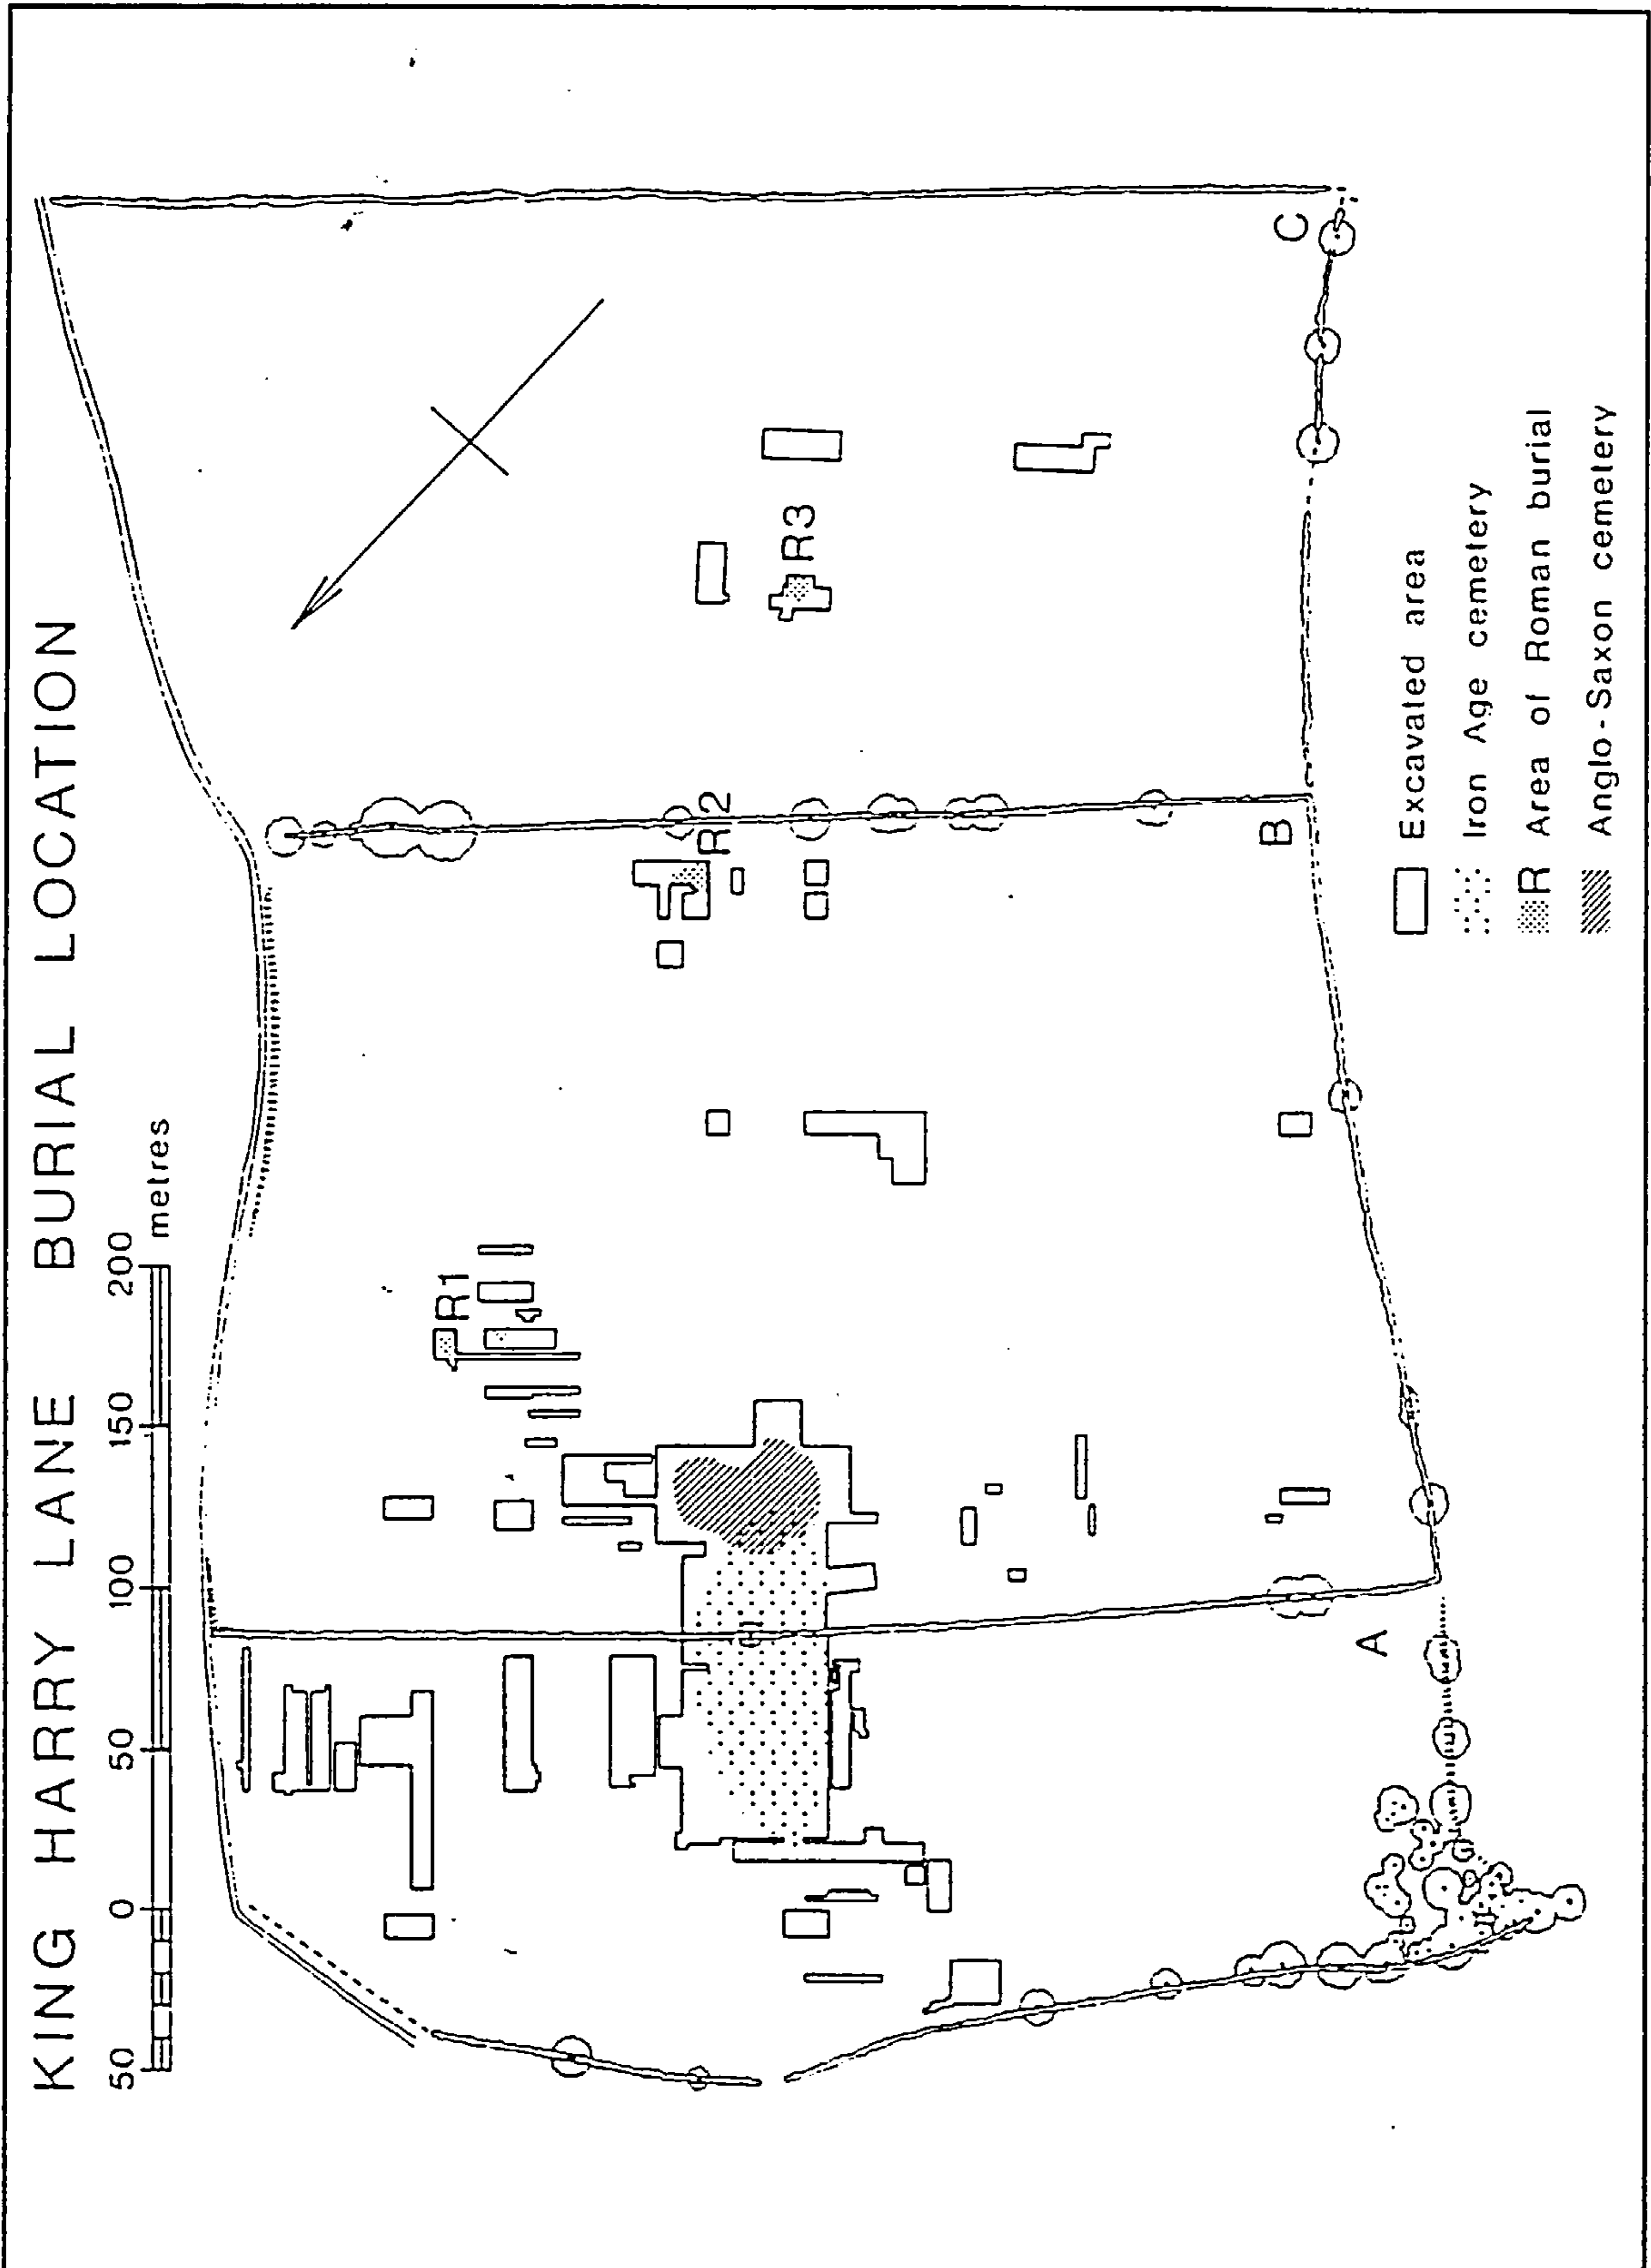 KING HARRY LANE BURIAL LOCATION
50 0 50 100 150 200
metres
R1
R2
R3
A
B
C
Excavated area
Iron Age cemetery
R Area of Roman burial
Anglo-Saxon cemetery